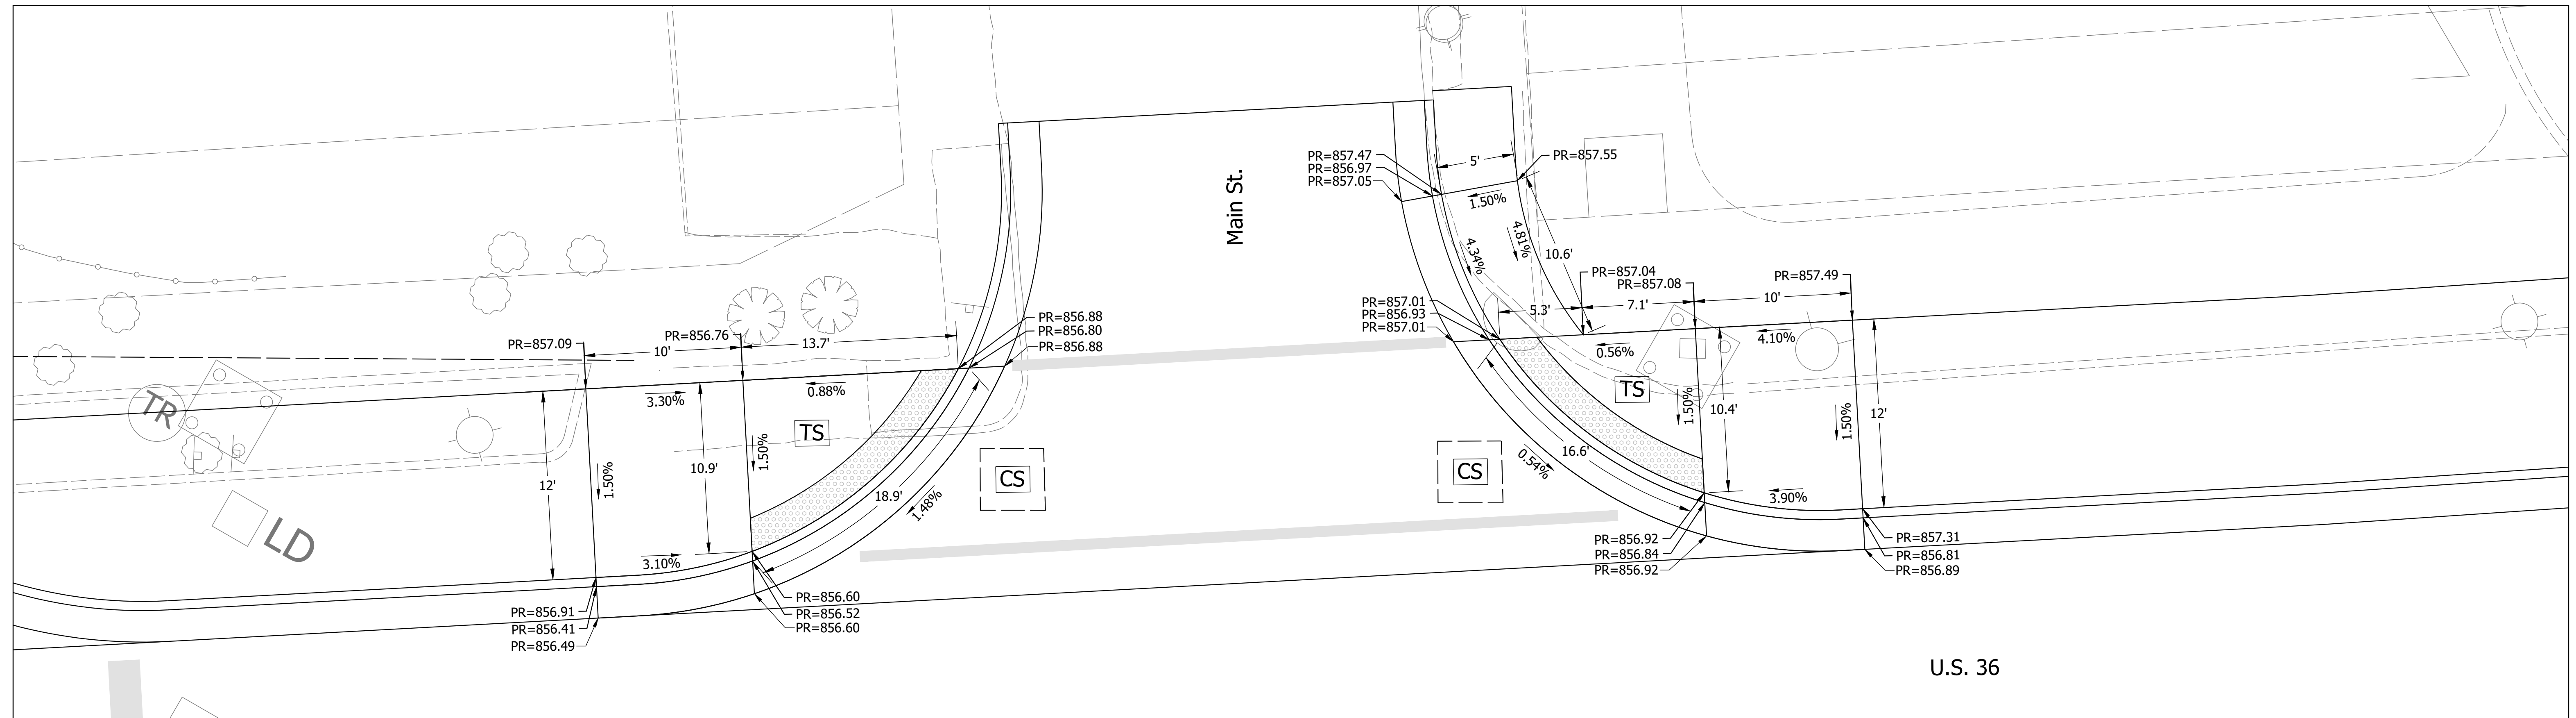 PR=857.47
PR=856.97
PR=857.05
5'
PR=857.55
1.50%
Main St.
4.34%
4.81%
10.6'
PR=857.04
PR=857.08
PR=857.49
5.3'
7.1'
10'
4.10%
0.56%
PR=857.01
PR=856.93
PR=857.01
PR=856.88
PR=856.80
PR=856.88
PR=857.09
PR=856.76
10'
13.7'
3.30%
0.88%
TR
TS
TS
1.50%
10.4'
1.50%
12'
12'
1.50%
10.9'
1.50%
CS
CS
18.9'
1.48%
0.54%
16.6'
3.90%
LD
3.10%
PR=856.92
PR=856.84
PR=856.92
PR=857.31
PR=856.81
PR=856.89
PR=856.91
PR=856.41
PR=856.49
PR=856.60
PR=856.52
PR=856.60
U.S. 36